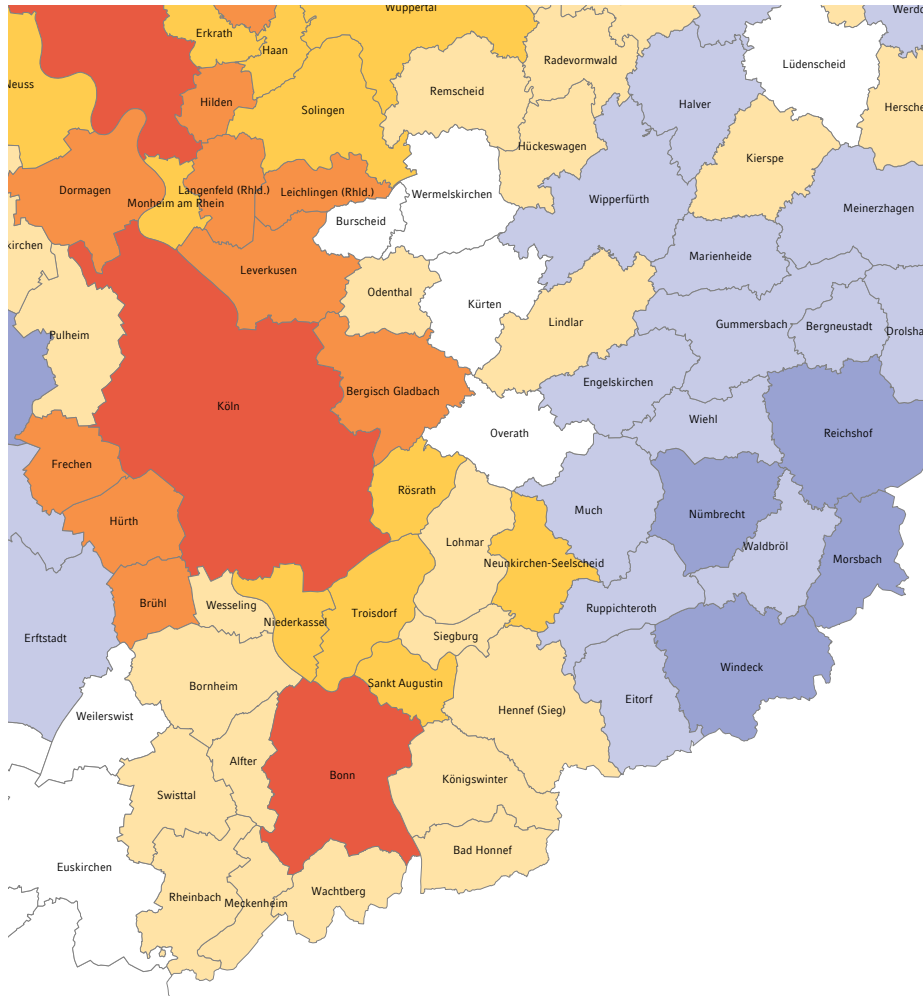 Wuppertal
Werdo
Erkrath
Haan
Radevormwald
Lüdenscheid
Neuss
Remscheid
Hilden
Solingen
Halver
Hersche
Hückeswagen
Kierspe
Dormagen
Langenfeld (Rhld.)
Leichlingen (Rhld.)
Wermelskirchen
Monheim am Rhein
Wipperfürth
Burscheid
Meinerzhagen
kirchen
Marienheide
Leverkusen
Odenthal
Kürten
Lindlar
Gummersbach
Bergneustadt
Drolsha
Pulheim
Engelskirchen
Bergisch Gladbach
Köln
Wiehl
Overath
Reichshof
Frechen
Rösrath
Much
Nümbrecht
Hürth
Lohmar
Waldbröl
Neunkirchen-Seelscheid
Morsbach
Brühl
Wesseling
Ruppichteroth
Troisdorf
Niederkassel
Siegburg
Erftstadt
Windeck
Sankt Augustin
Bornheim
Eitorf
Hennef (Sieg)
Weilerswist
Alfter
Bonn
Königswinter
Swisttal
Bad Honnef
Euskirchen
Wachtberg
Rheinbach
Meckenheim